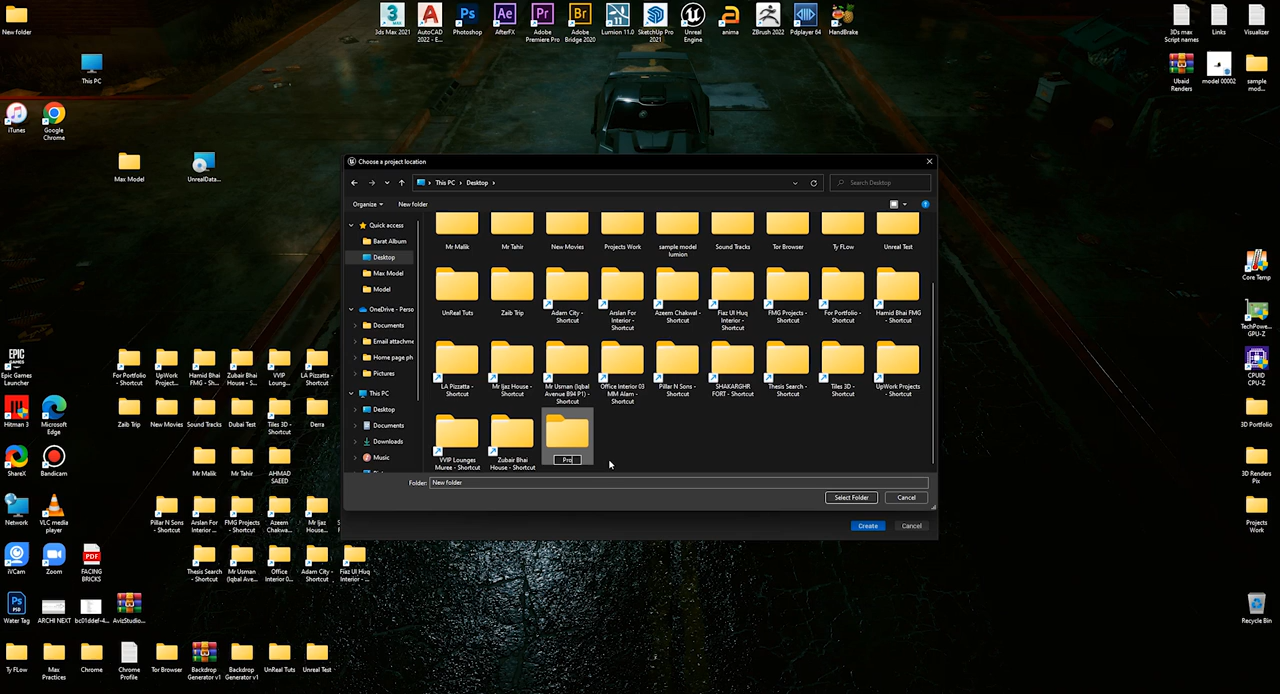 New folder
This PC
iTunes
Google
Chrome
Max Model
UnrealData...
3ds Max 2021
AutoCAD
2022 - E...
Photoshop
AfterFX
Adobe
Premiere Pro
Adobe
Bridge 2020
Lumion 11.0
SketchUp Pro
2021
Unreal
Engine
anima
ZBrush 2022
Pdplayer 64
HandBrake
3Ds max
Script names
Links
Visualizer
Ubaid
Renders
model 00002
sample
mod...
Choose a project location
This PC
Desktop
Search Desktop
Organize
New folder
Quick access
Barat Album
Desktop
Max Model
Model
OneDrive - Perso
Documents
Email attachme
Home page ph
Pictures
This PC
Desktop
Documents
Downloads
Music
Mr Malik
Mr Tahir
New Movies
Projects Work
sample model
lumion
Sound Tracks
Tor Browser
Ty FLow
Unreal Test
UnReal Tuts
Zaib Trip
Adam City -
Shortcut
Arslan For
Interior -
Shortcut
Azeem Chakwal -
Shortcut
Fiaz Ul Huq
Interior -
Shortcut
FMG Projects -
Shortcut
For Portfolio -
Shortcut
Hamid Bhai FMG
- Shortcut
LA Pizzatta -
Shortcut
Mr Ijaz House -
Shortcut
Mr Usman (Iqbal
Avenue B94 P1) -
Shortcut
Office Interior 03
MM Alam -
Shortcut
Pillar N Sons -
Shortcut
SHAKARGHR
FORT - Shortcut
Thesis Search -
Shortcut
Tiles 3D -
Shortcut
UpWork Projects
- Shortcut
VVIP Lounges
Muree - Shortcut
Zubair Bhai
House - Shortcut
Pro
Folder:
New folder
Select Folder
Cancel
Create
Cancel
EPIC
GAMES
Epic Games
Launcher
For Portfolio
- Shortcut
UpWork
Project...
Hamid Bhai
FMG - Sh...
Zubair Bhai
House - S...
VVIP
Loung...
LA Pizzatta -
Shortcut
Hitman 3
Microsoft
Edge
Zaib Trip
New Movies
Sound Tracks
Dubai Test
Tiles 3D -
Shortcut
Derra
ShareX
Bandicam
Mr Malik
Mr Tahir
AHMAD
SAEED
Network
VLC media
player
Pillar N Sons
- Shortcut
Arslan For
Interior ...
FMG Projects
- Shortcut
Azeem
Chakwa...
Mr Ijaz
House...
iVCam
Zoom
PDF
FACING
BRICKS
Thesis Search
- Shortcut
Mr Usman
(Iqbal Ave...
Office
Interior 0...
Adam City -
Shortcut
Fiaz Ul Huq
Interior -...
Water Tag
ARCHI NEXT
bc01ddef-4...
AvizStudio...
Ty FLow
Max
Practices
Chrome
Chrome
Profile
Tor Browser
Backdrop
Generator v1
Backdrop
Generator v1
UnReal Tuts
Unreal Test
Core Temp
TechPowe...
GPU-Z
CPUID
CPU-Z
3D Portfolio
3D Renders
Pix
Projects
Work
Recycle Bin